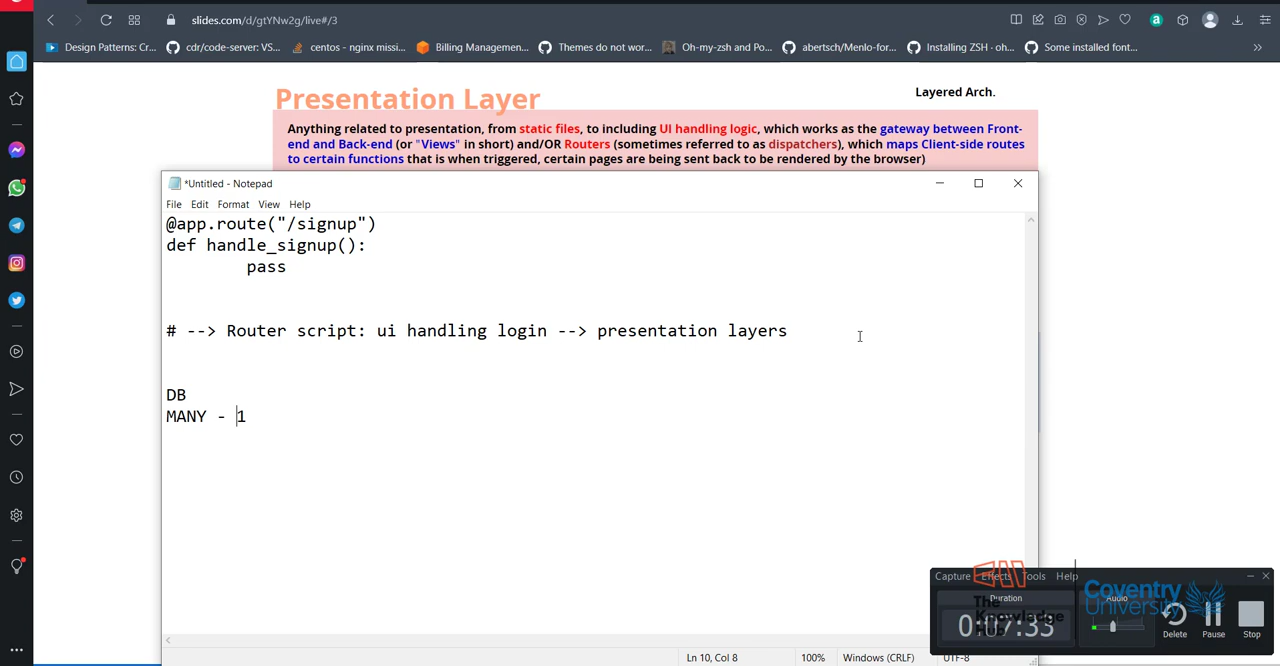 slides.com/d/gtYNw2g/live#/3
Design Patterns: Cr...
cdr/code-server: VS...
centos - nginx missi...
Billing Managemen...
Themes do not wor...
Oh-my-zsh and Po...
abertsch/Menlo-for...
Installing ZSH · oh...
Some installed font...
Presentation Layer
Layered Arch.
Anything related to presentation, from static files, to including UI handling logic, which works as the gateway between Front-
end and Back-end (or "Views" in short) and/OR Routers (sometimes referred to as dispatchers), which maps Client-side routes
to certain functions that is when triggered, certain pages are being sent back to be rendered by the browser)
*Untitled - Notepad
File Edit Format View Help
@app.route("/signup")
def handle_signup():
pass
# --> Router script: ui handling login --> presentation layers
DB
MANY - 1
Capture Effects Tools Help
Duration
Audio
0:07:33
Delete
Pause
Stop
The
Knowledge
Hub
Coventry
University
Ln 10, Col 8
100%
Windows (CRLF)
UTF-8